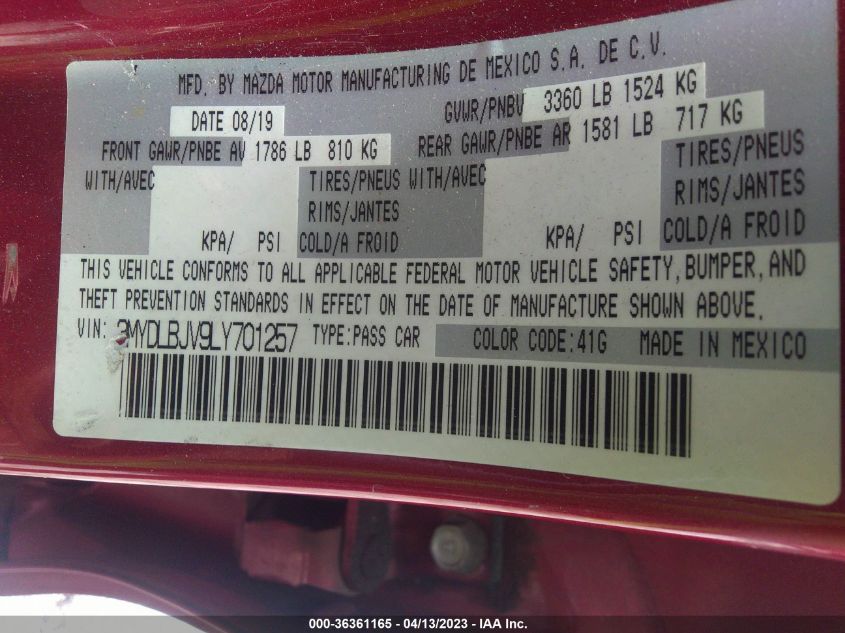 MFD. BY MAZDA MOTOR MANUFACTURING DE MEXICO S.A. DE C.V.
DATE 08/19 GVWR/PNBV 3360 LB 1524 KG
FRONT GAWR/PNBE AV 1786 LB 810 KG REAR GAWR/PNBE AR 1581 LB 717 KG
WITH/AVEC TIRES/PNEUS WITH/AVEC TIRES/PNEUS
RIMS/JANTES RIMS/JANTES
KPA/ PSI COLD/A FROID KPA/ PSI COLD/A FROID
THIS VEHICLE CONFORMS TO ALL APPLICABLE FEDERAL MOTOR VEHICLE SAFETY, BUMPER, AND
THEFT PREVENTION STANDARDS IN EFFECT ON THE DATE OF MANUFACTURE SHOWN ABOVE.
VIN: 3MYDLBJV9LY701257 TYPE:PASS CAR COLOR CODE:41G MADE IN MEXICO
000-36361165 - 04/13/2023 - IAA Inc.